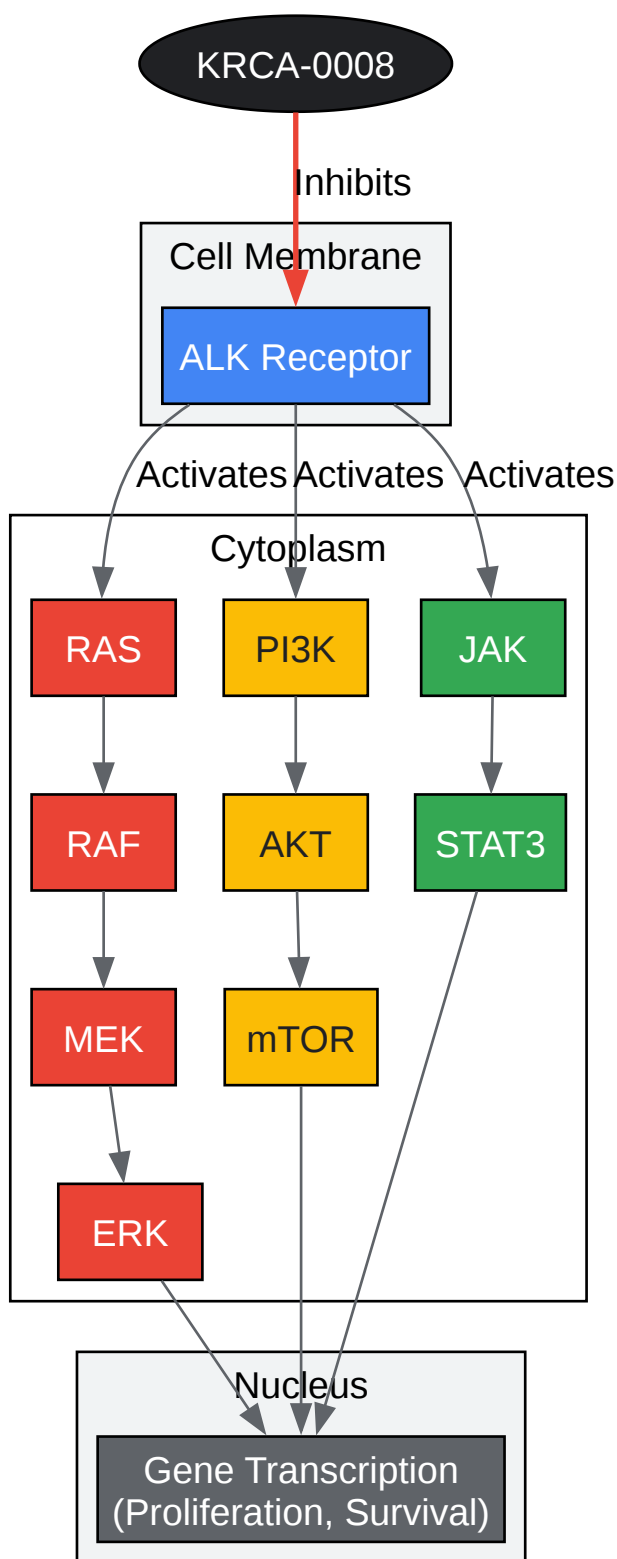 KRCA-0008
Inhibits
Cell Membrane
ALK Receptor
Activates Activates Activates
Cytoplasm
RAS PI3K JAK
RAF AKT STAT3
MEK mTOR
ERK
Nucleus
Gene Transcription
(Proliferation, Survival)